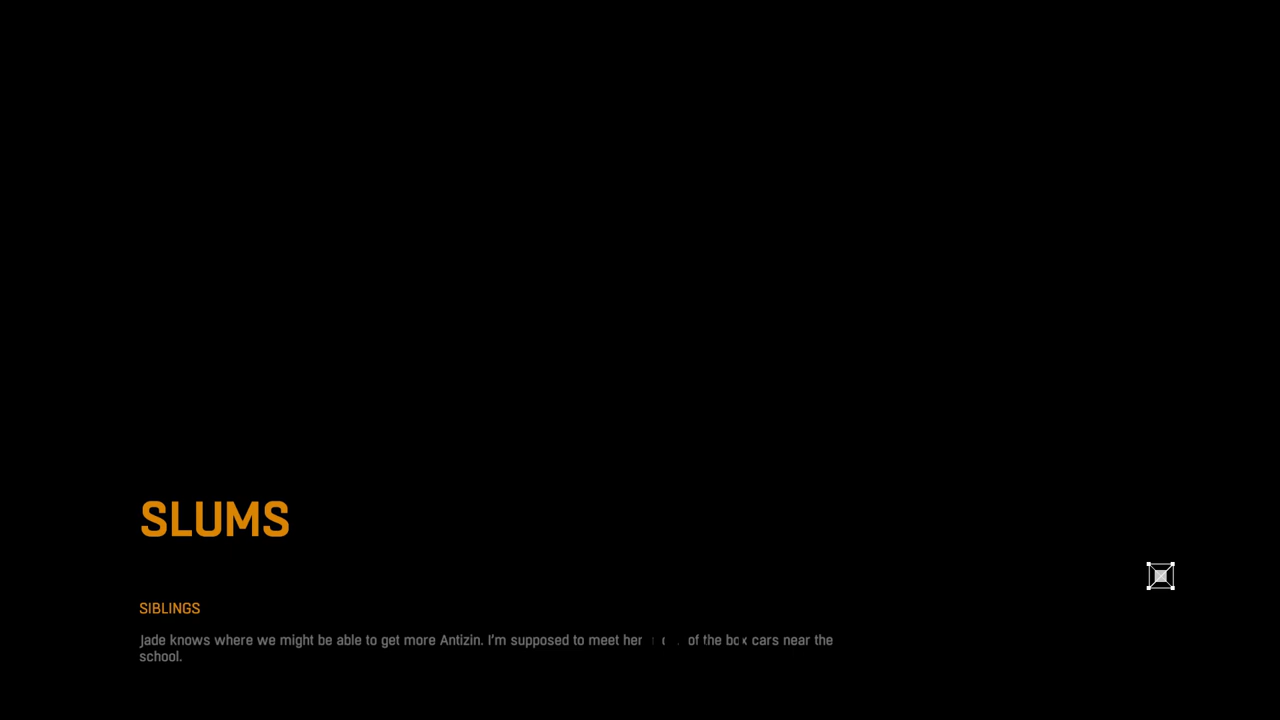 SLUMS
SIBLINGS
Jade knows where we might be able to get more Antizin. I'm supposed to meet her of the box cars near the
school.